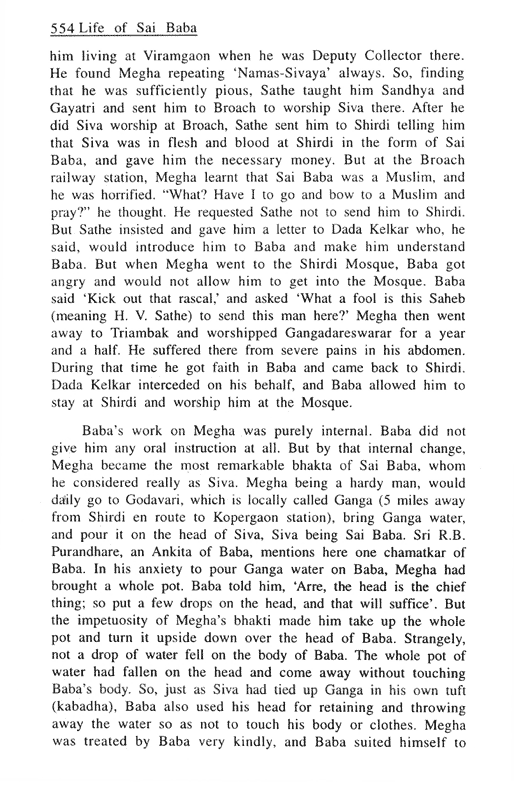 554 Life of Sai Baba
him living at Viramgaon when he was Deputy Collector there.
He found Megha repeating ‘Namas-Sivaya’ always. So, finding
that he was sufficiently pious, Sathe taught him Sandhya and
Gayatri and sent him to Broach to worship Siva there. After he
did Siva worship at Broach, Sathe sent him to Shirdi telling him
that Siva was in flesh and blood at Shirdi in the form of Sai
Baba, and gave him the necessary money. But at the Broach
railway station, Megha learnt that Sai Baba was a Muslim, and
he was horrified. “What? Have I to go and bow to a Muslim and
pray?” he thought. He requested Sathe not to send him to Shirdi.
But Sathe insisted and gave him a letter to Dada Kelkar who, he
said, would introduce him to Baba and make him understand
Baba. But when Megha went to the Shirdi Mosque, Baba got
angry and would not allow him to get into the Mosque. Baba
said ‘Kick out that rascal,’ and asked ‘What a fool is this Saheb
(meaning H. V. Sathe) to send this man here?’ Megha then went
away to Triambak and worshipped Gangadareswarar for a year
and a half. He suffered there from severe pains in his abdomen.
During that time he got faith in Baba and came back to Shirdi.
Dada Kelkar interceded on his behalf, and Baba allowed him to
stay at Shirdi and worship him at the Mosque.
Baba’s work on Megha was purely internal. Baba did not
give him any oral instruction at all. But by that internal change,
Megha became the most remarkable bhakta of Sai Baba, whom
he considered really as Siva. Megha being a hardy man, would
daily go to Godavari, which is locally called Ganga (5 miles away
from Shirdi en route to Kopergaon station), bring Ganga water,
and pour it on the head of Siva, Siva being Sai Baba. Sri R.B.
Purandhare, an Ankita of Baba, mentions here one chamatkar of
Baba. In his anxiety to pour Ganga water on Baba, Megha had
brought a whole pot. Baba told him, ‘Arre, the head is the chief
thing; so put a few drops on the head, and that will suffice’. But
the impetuosity of Megha’s bhakti made him take up the whole
pot and turn it upside down over the head of Baba. Strangely,
not a drop of water fell on the body of Baba. The whole pot of
water had fallen on the head and come away without touching
Baba’s body. So, just as Siva had tied up Ganga in his own tuft
(kabadha), Baba also used his head for retaining and throwing
away the water so as not to touch his body or clothes. Megha
was treated by Baba very kindly, and Baba suited himself to